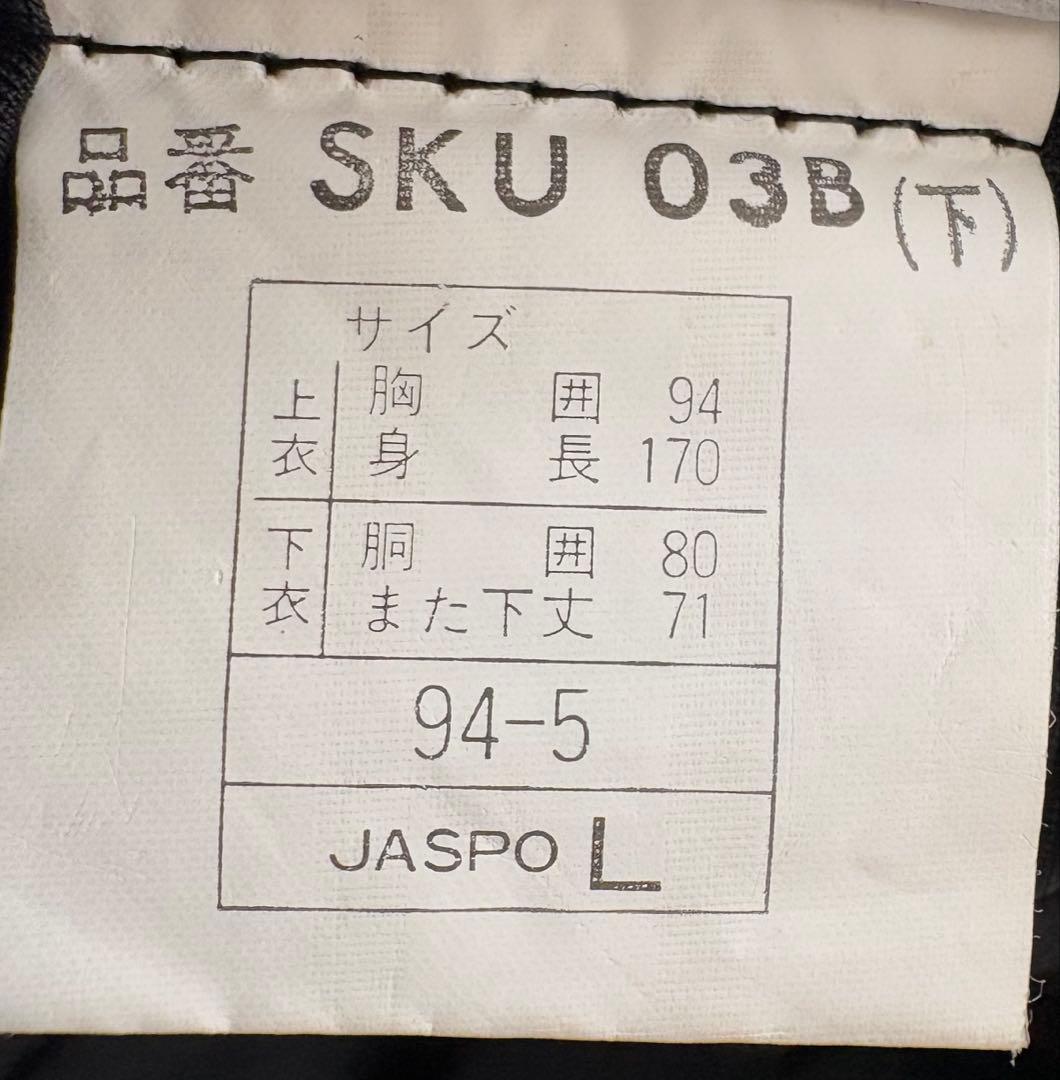 品番 SKU 03B (下)
サイズ
上衣 胸囲 94
身長 170
下衣 胴囲 80
また下丈 71
94-5
JASPO L